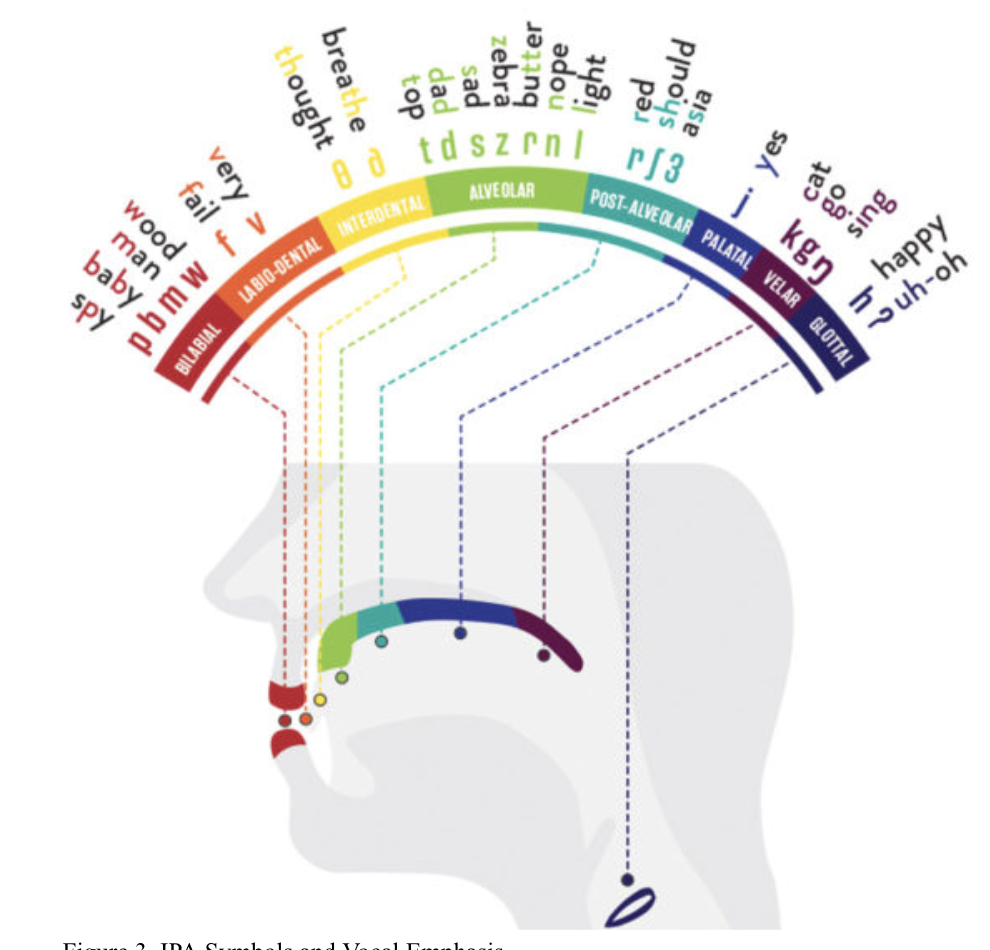 spy
baby
man
wood
p b m w
BILABIAL
fail
very
f v
LABIO-DENTAL
thought
breathe
θ ə
INTERDENTAL
top
dad
sad
zebra
butter
nope
light
t d s z ɾ n l
ALVEOLAR
red
should
asia
r ʃ ʒ
POST-ALVEOLAR
yes
j
PALATAL
cat
go
sing
k g ŋ
VELAR
happy
uh-oh
h ?
GLOTTAL
Figure 3. IPA Symbols and Vocal Emphasis